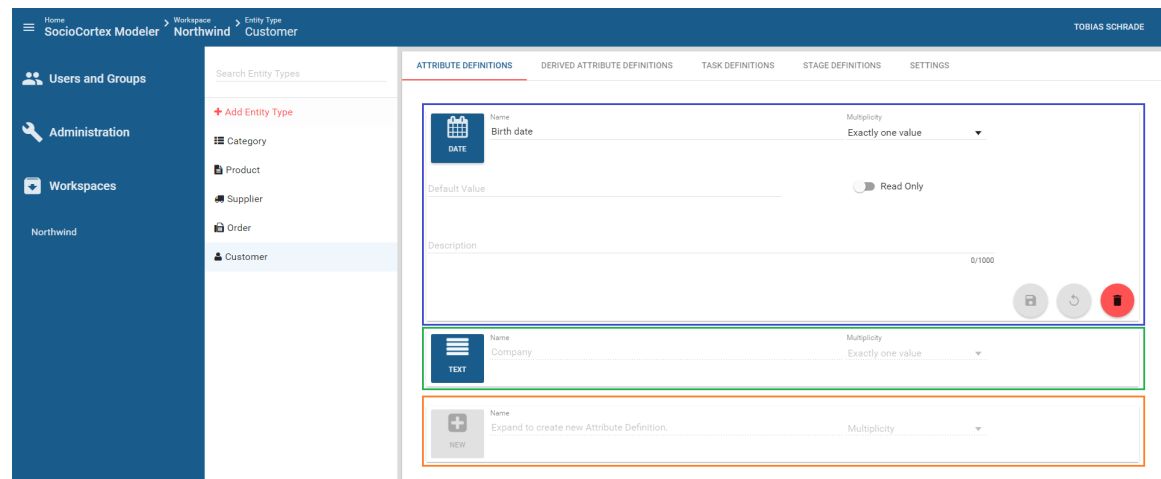 Home Workspace Entity Type
SocioCortex Modeler Northwind Customer
TOBIAS SCHRADE
Users and Groups
Administration
Workspaces
Northwind
Search Entity Types
+ Add Entity Type
Category
Product
Supplier
Order
Customer
ATTRIBUTE DEFINITIONS DERIVED ATTRIBUTE DEFINITIONS TASK DEFINITIONS STAGE DEFINITIONS SETTINGS
DATE
Name Multiplicity
Birth date Exactly one value
Default Value Read Only
Description
0/1000
TEXT
Name Multiplicity
Company Exactly one value
NEW
Name
Expand to create new Attribute Definition. Multiplicity